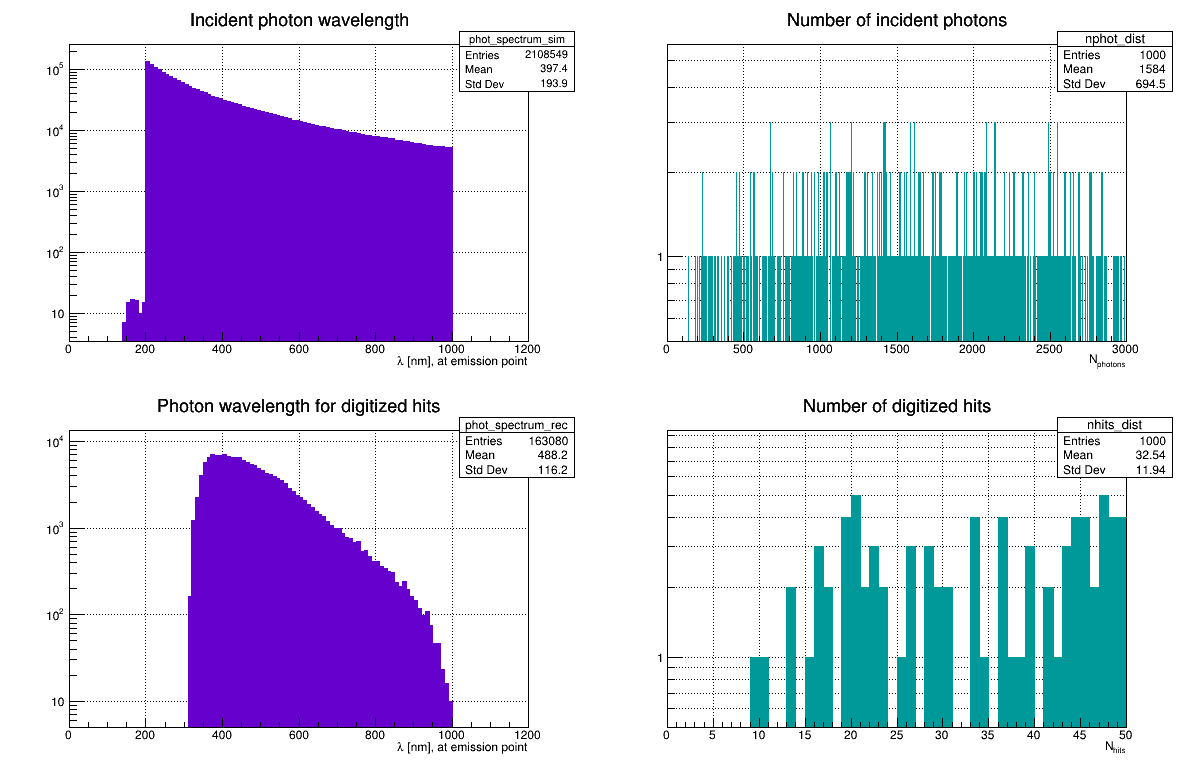 Incident photon wavelength
phot_spectrum_sim
Entries 2108549
Mean 397.4
Std Dev 193.9
10^5
10^4
10^3
10^2
10
0 200 400 600 800 1000 1200
λ [nm], at emission point
Number of incident photons
nphot_dist
Entries 1000
Mean 1584
Std Dev 694.5
1
0 500 1000 1500 2000 2500 3000
N_photons
Photon wavelength for digitized hits
phot_spectrum_rec
Entries 163080
Mean 488.2
Std Dev 116.2
10^4
10^3
10^2
10
0 200 400 600 800 1000 1200
λ [nm], at emission point
Number of digitized hits
nhits_dist
Entries 1000
Mean 32.54
Std Dev 11.94
1
0 5 10 15 20 25 30 35 40 45 50
N_hits